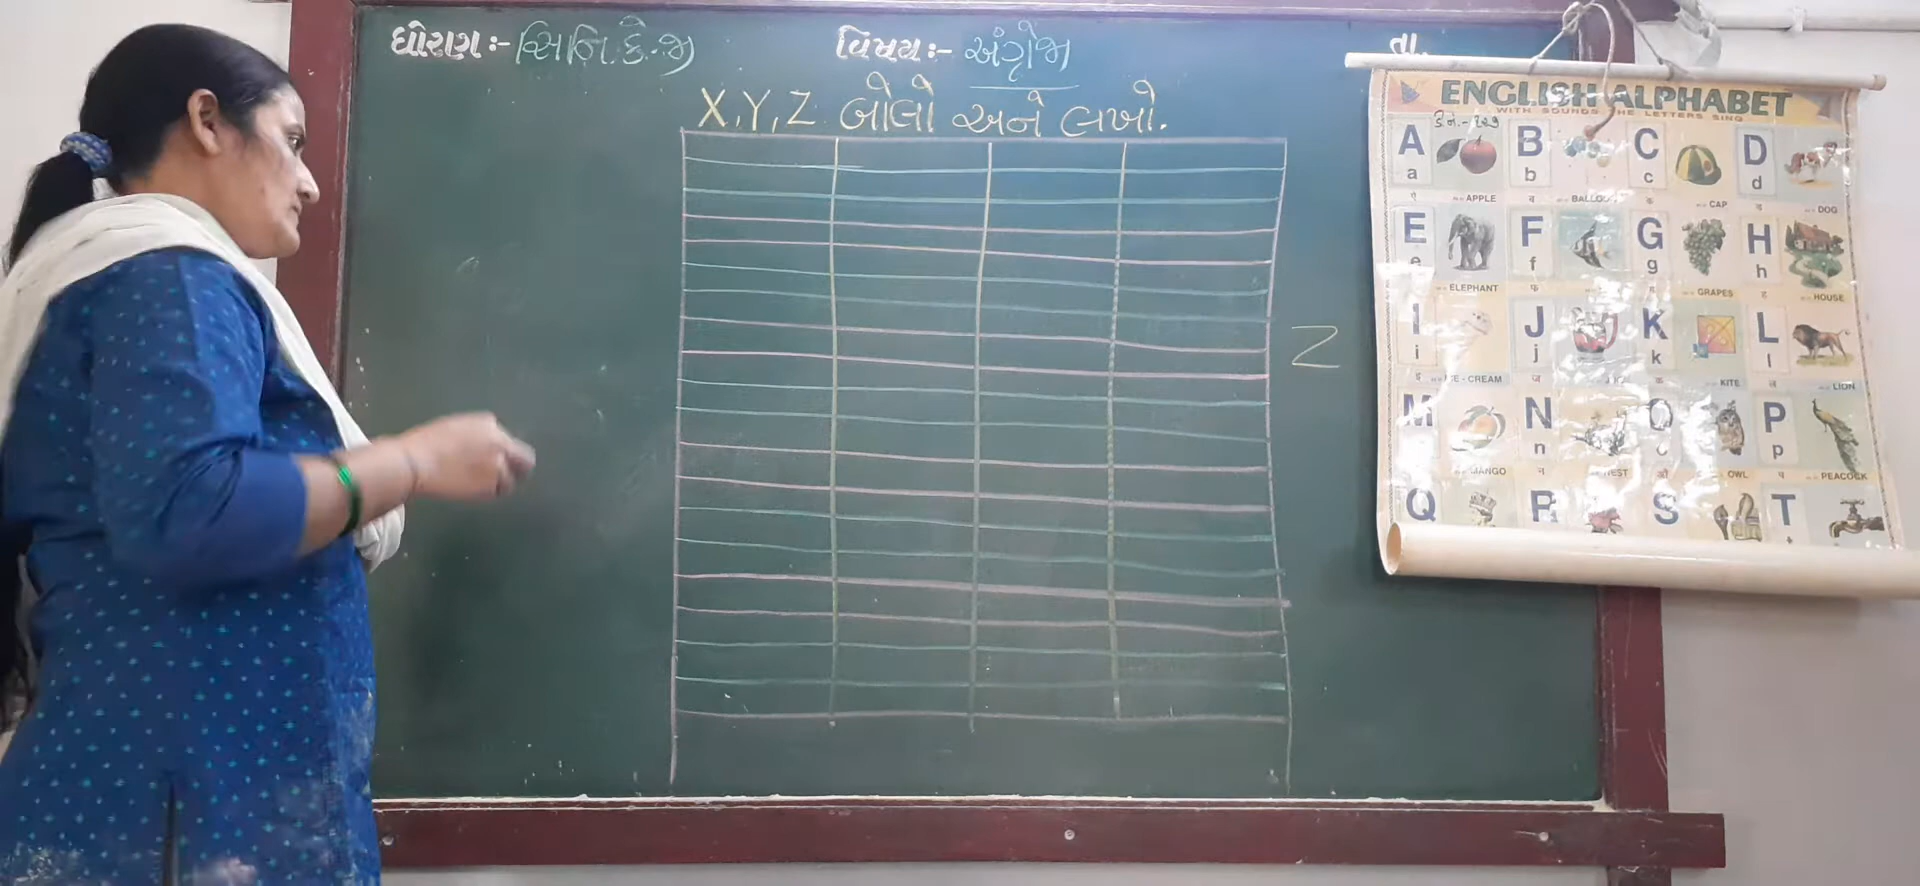 ધોરણ :- સિનિ. કે.જી
વિષય :- અંગ્રેજી
તા.
X, Y, Z બોલો અને લખો.
Z
ENGLISH ALPHABET
WITH SOUNDS THE LETTERS SING
A B C D
a b c d
APPLE BALLOON CAP DOG
E F G H
e f g h
ELEPHANT GRAPES HOUSE
I J K L
i j k l
ICE-CREAM KITE LION
M N O P
n p
MANGO NEST OWL PEACOCK
Q R S T